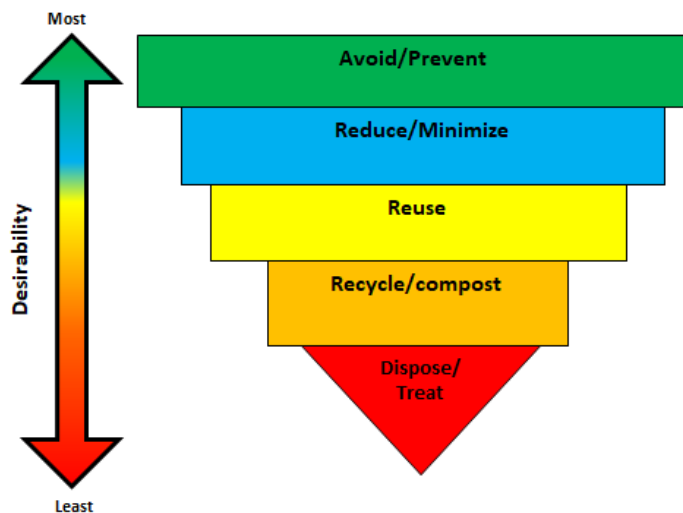 Most
Avoid/Prevent
Reduce/Minimize
Desirability
Reuse
Recycle/compost
Dispose/
Treat
Least